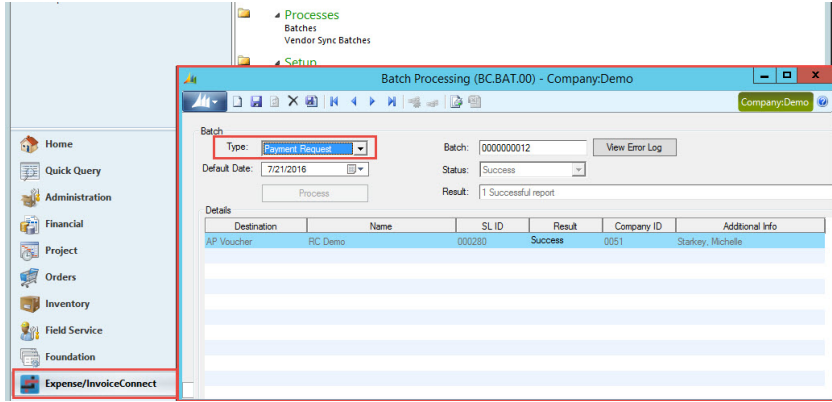 Processes
Batches
Vendor Sync Batches
Setup
Batch Processing (BC.BAT.00) - Company:Demo
Company:Demo
Batch
Type: Payment Request Batch: 0000000012 View Error Log
Default Date: 7/21/2016 Status: Success
Process Result: 1 Successful report
Details
Destination Name SL ID Result Company ID Additional Info
AP Voucher RC Demo 000280 Success 0051 Starkey, Michelle
Home
Quick Query
Administration
Financial
Project
Orders
Inventory
Field Service
Foundation
Expense/InvoiceConnect